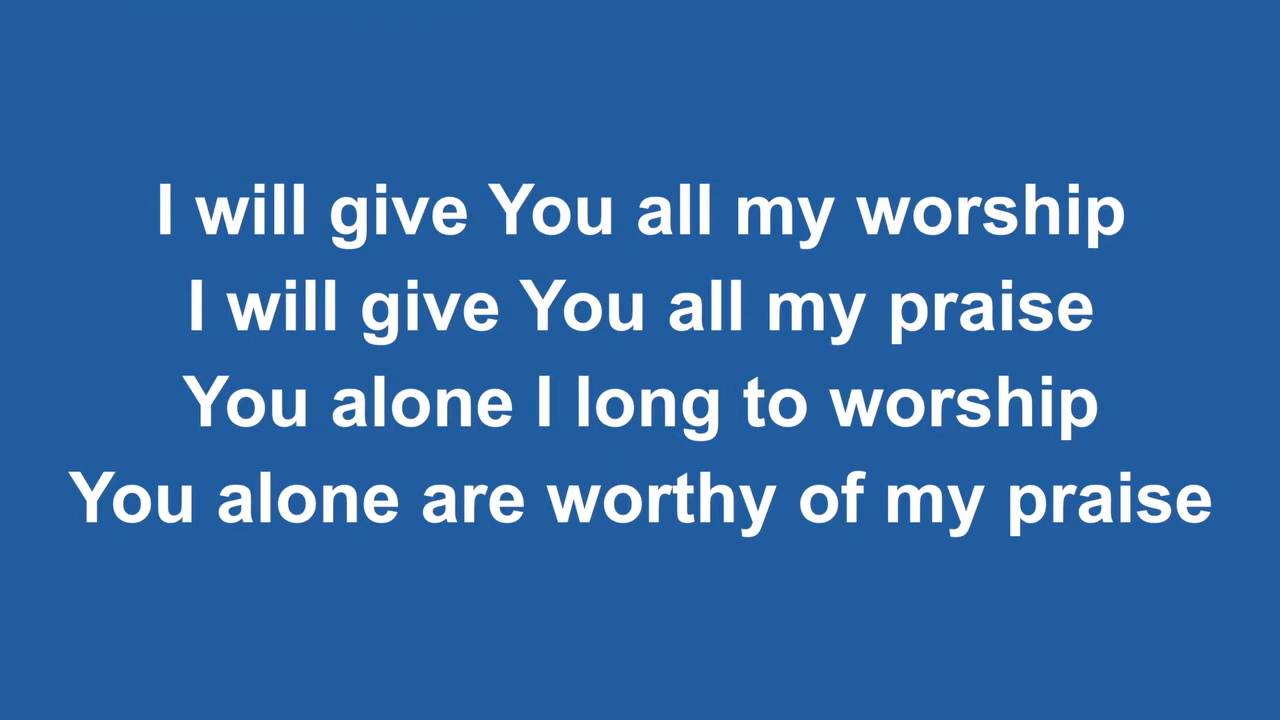 I will give You all my worship
I will give You all my praise
You alone I long to worship
You alone are worthy of my praise